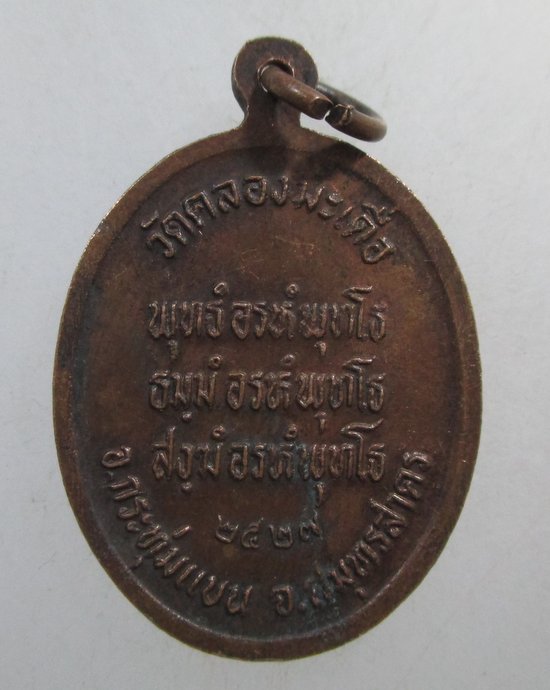 วัดคลองมะเดื่อ
พุทธํ อรหํ พุทโธ
ธมฺมํ อรหํ พุทโธ
สงฺฆํ อรหํ พุทโธ
๒๕๒๗
อ.กระทุ่มแบน จ.สมุทรสาคร